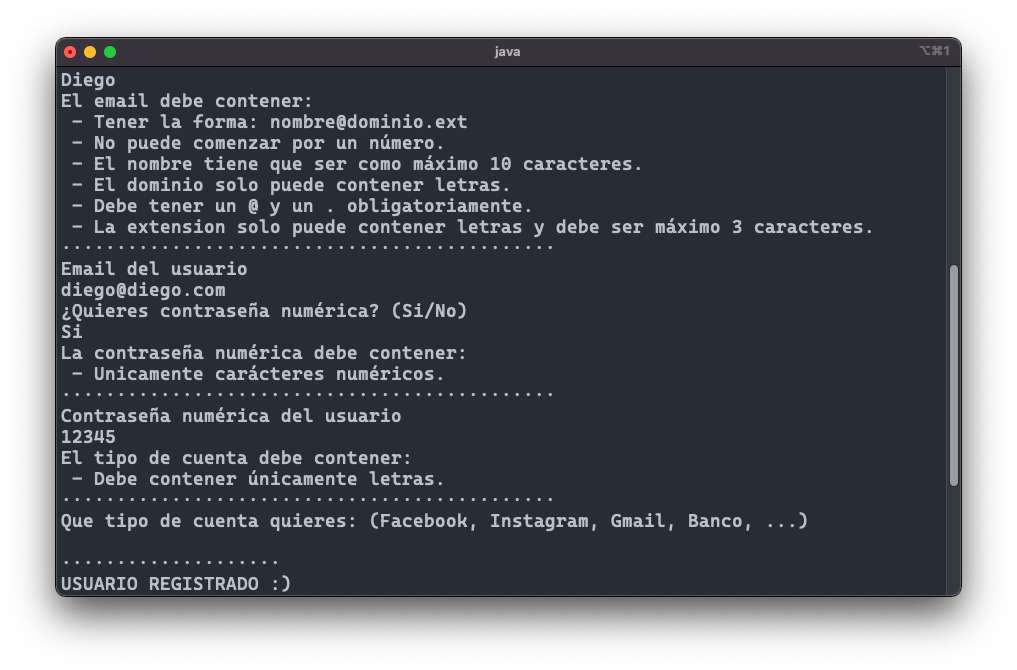 java
⌥⌘1
Diego
El email debe contener:
 - Tener la forma: nombre@dominio.ext
 - No puede comenzar por un número.
 - El nombre tiene que ser como máximo 10 caracteres.
 - El dominio solo puede contener letras.
 - Debe tener un @ y un . obligatoriamente.
 - La extension solo puede contener letras y debe ser máximo 3 caracteres.
.............................................
Email del usuario
diego@diego.com
¿Quieres contraseña numérica? (Si/No)
Si
La contraseña numérica debe contener:
 - Unicamente carácteres numéricos.
.............................................
Contraseña numérica del usuario
12345
El tipo de cuenta debe contener:
 - Debe contener únicamente letras.
.............................................
Que tipo de cuenta quieres: (Facebook, Instagram, Gmail, Banco, ...)
....................
USUARIO REGISTRADO :)